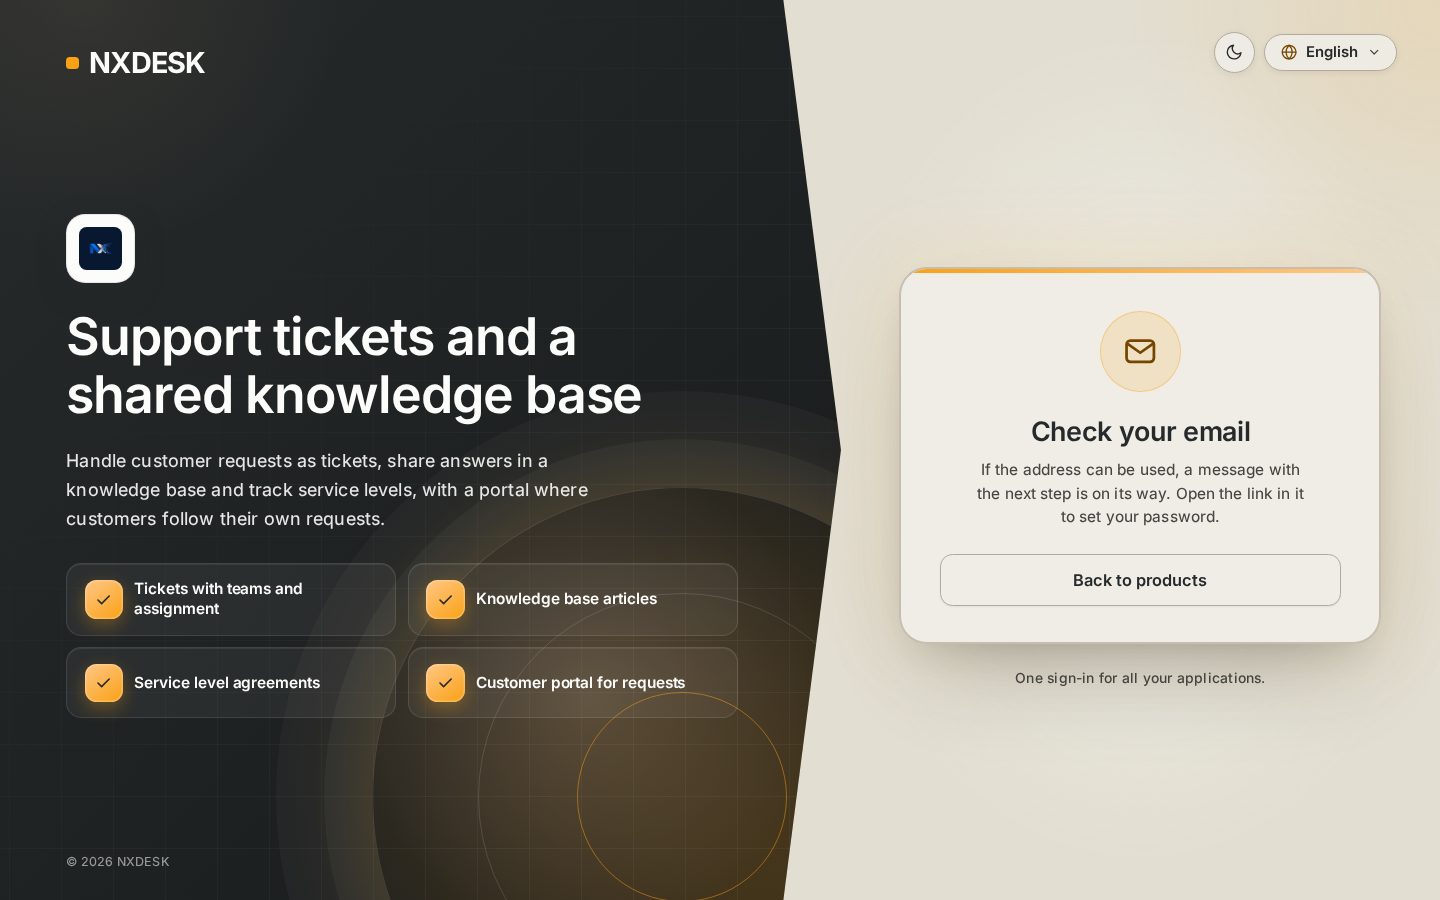 NXDESK
English
NX
Support tickets and a
shared knowledge base
Handle customer requests as tickets, share answers in a
knowledge base and track service levels, with a portal where
customers follow their own requests.
Tickets with teams and
assignment
Knowledge base articles
Service level agreements
Customer portal for requests
© 2026 NXDESK
Check your email
If the address can be used, a message with
the next step is on its way. Open the link in it
to set your password.
Back to products
One sign-in for all your applications.